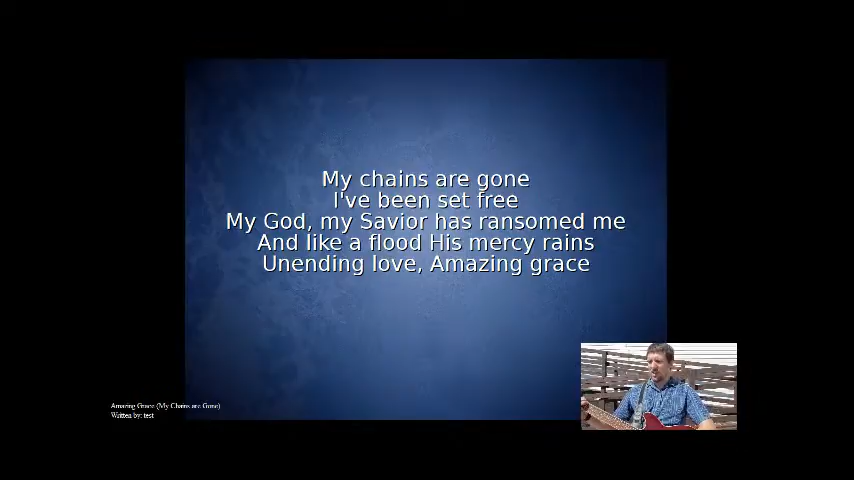 My chains are gone
I've been set free
My God, my Savior has ransomed me
And like a flood His mercy rains
Unending love, Amazing grace
Amazing Grace (My Chains are Gone)
Written by: test